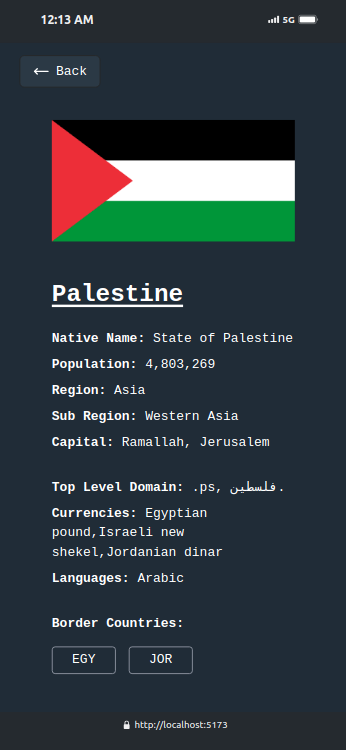 12:13 AM 5G
← Back
Palestine
Native Name: State of Palestine
Population: 4,803,269
Region: Asia
Sub Region: Western Asia
Capital: Ramallah, Jerusalem
Top Level Domain: .ps, فلسطين.
Currencies: Egyptian
pound,Israeli new
shekel,Jordanian dinar
Languages: Arabic
Border Countries:
EGY JOR
http://localhost:5173